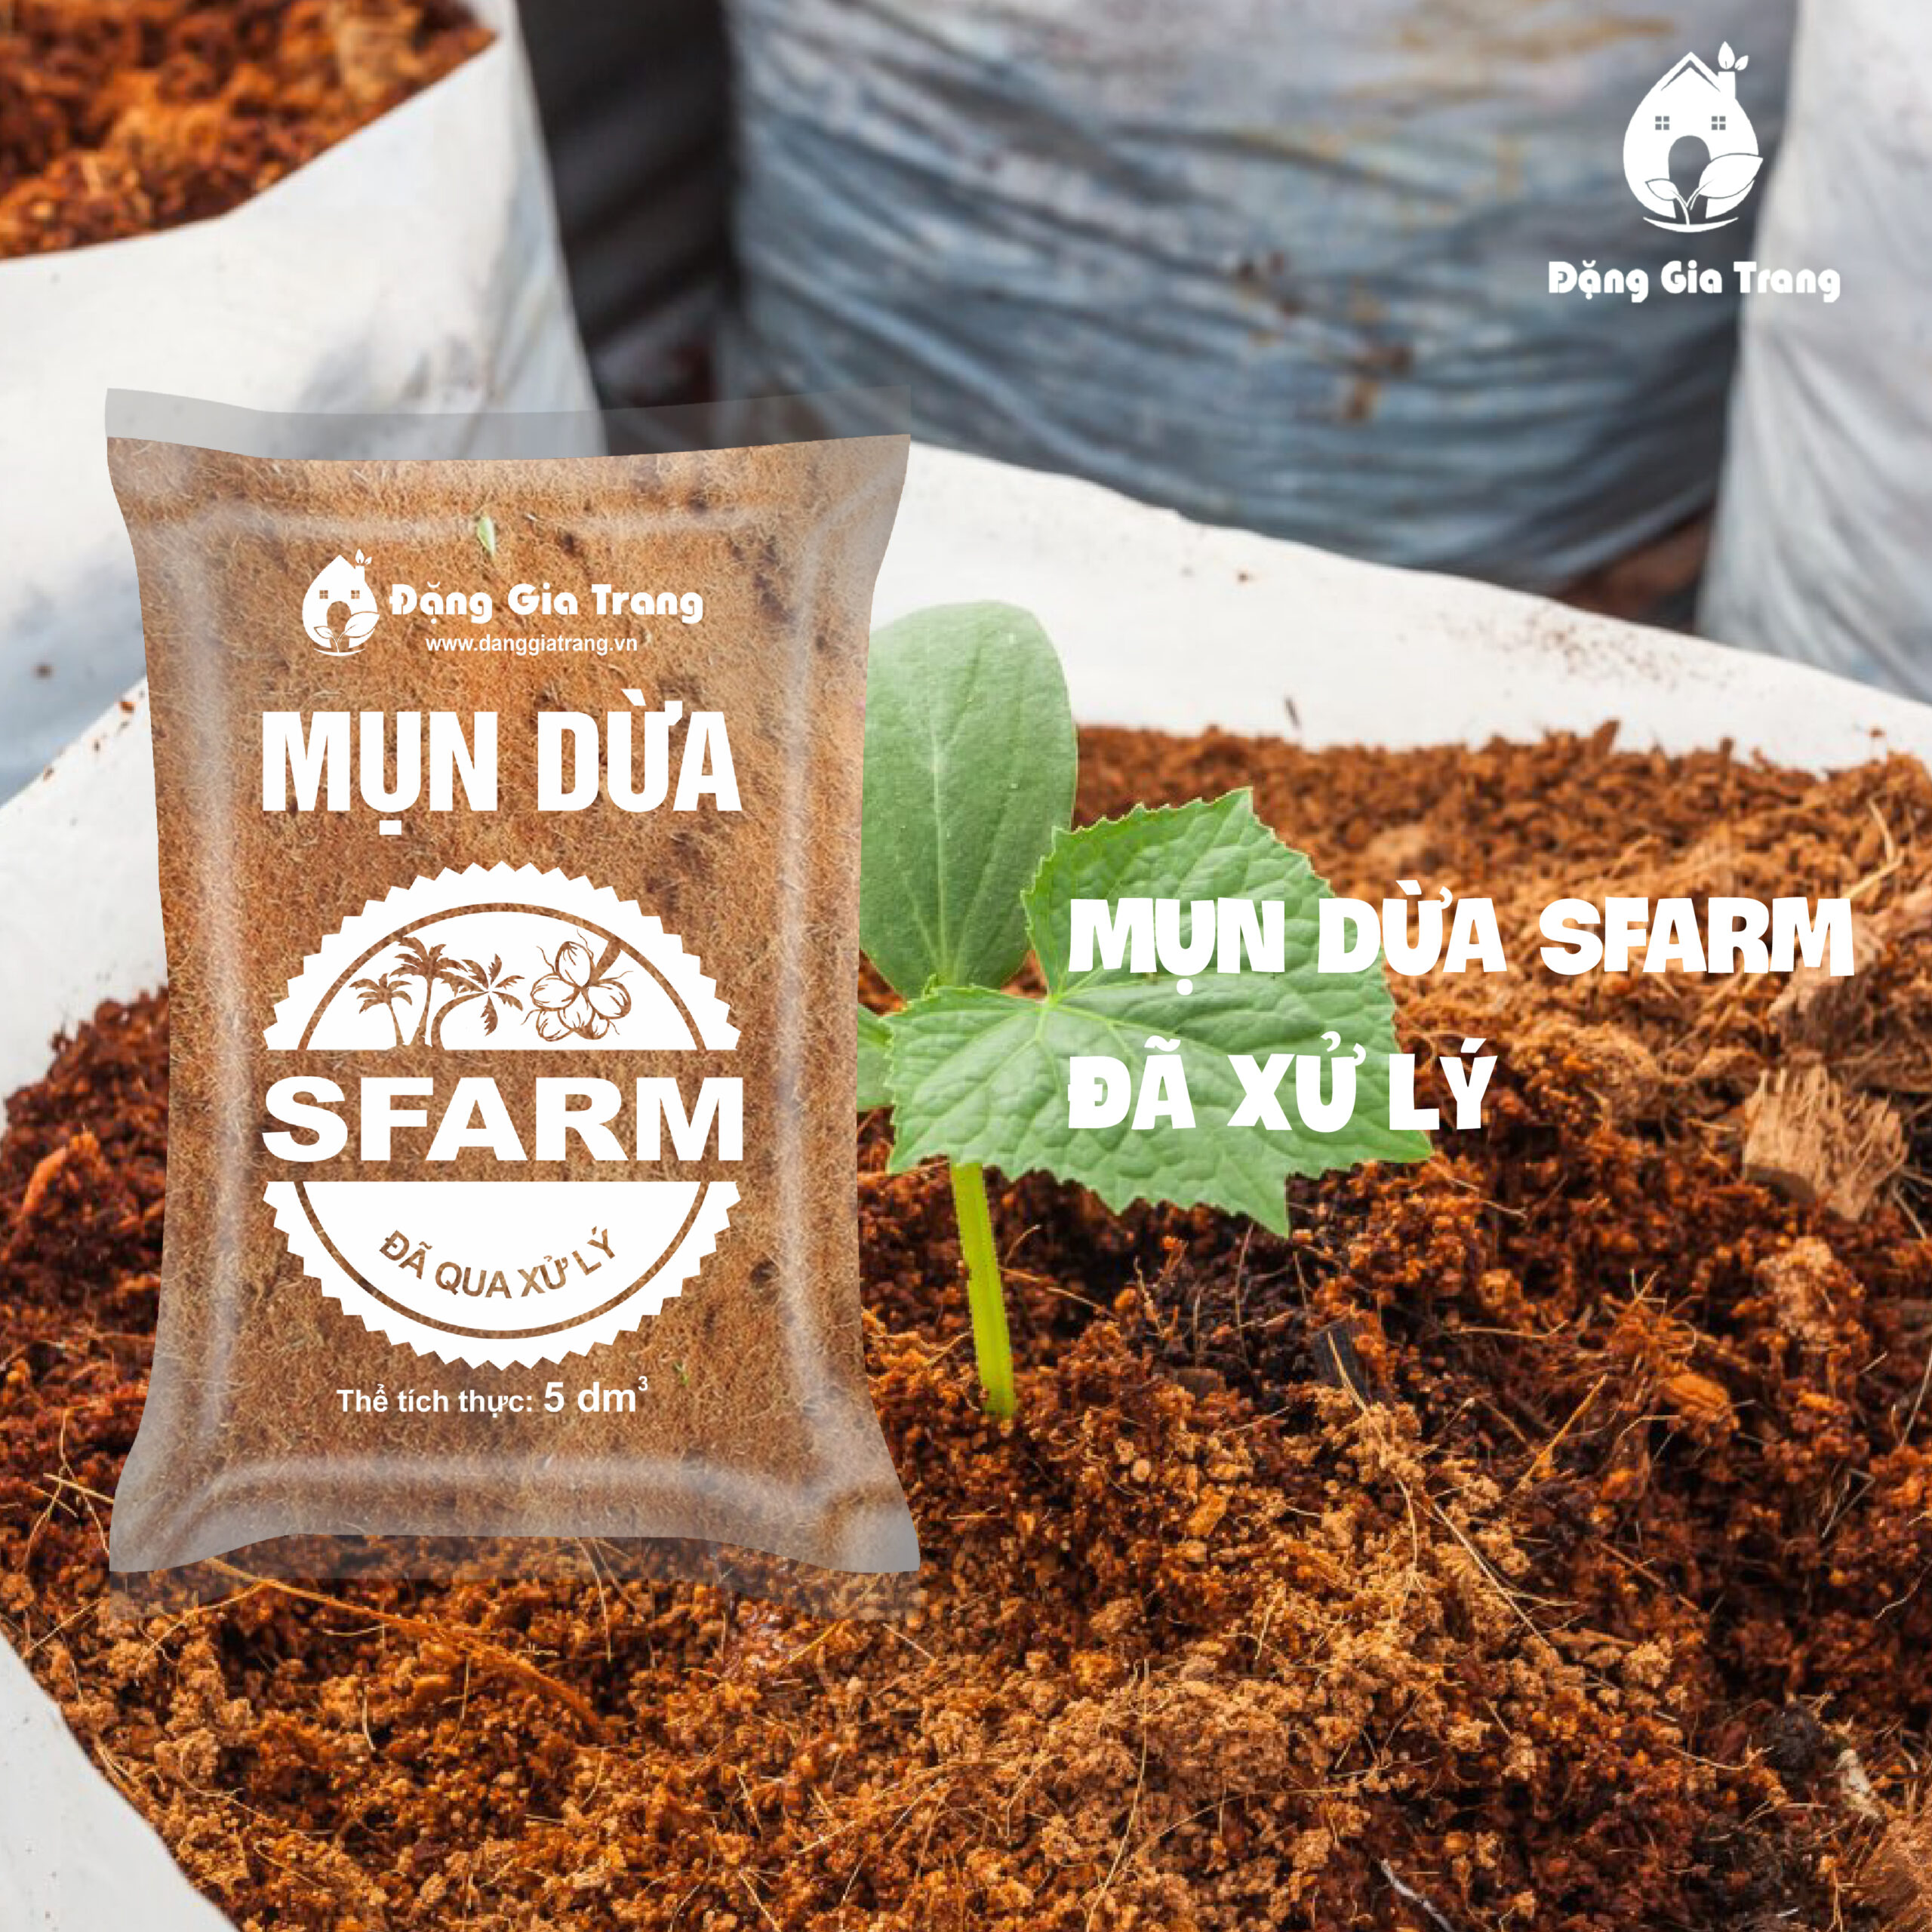 Đặng Gia Trang
Đặng Gia Trang
www.danggiatrang.vn
MỤN DỪA
SFARM
ĐÃ QUA XỬ LÝ
Thể tích thực: 5 dm³
MỤN DỪA SFARM
ĐÃ XỬ LÝ